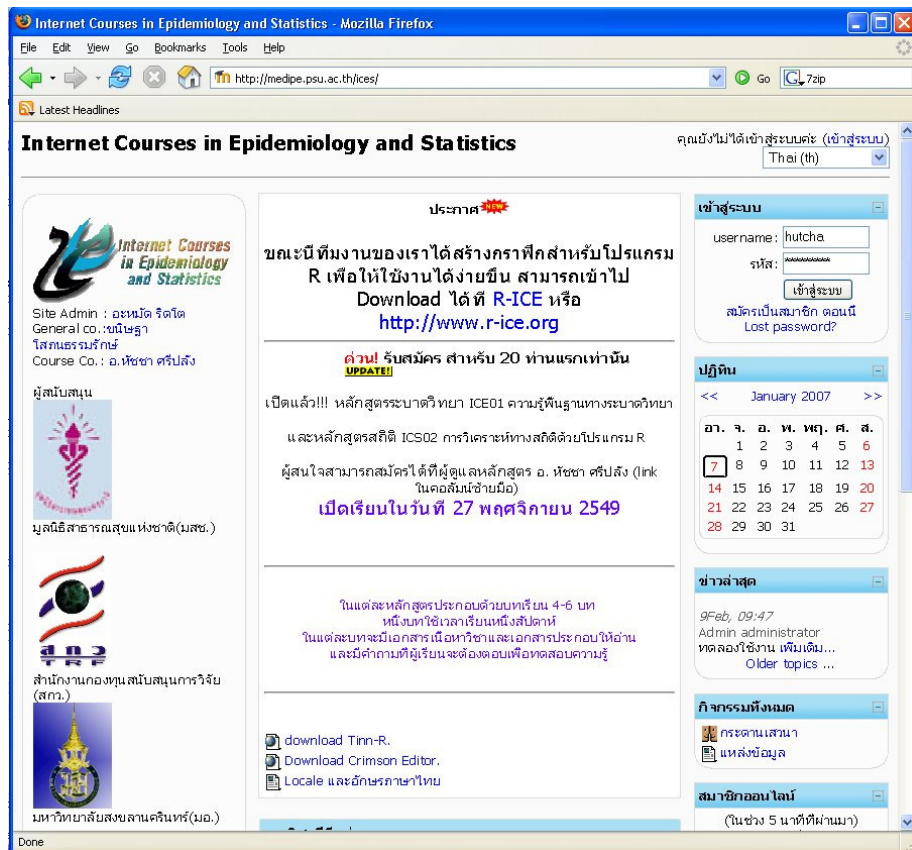 Internet Courses in Epidemiology and Statistics - Mozilla Firefox
File Edit View Go Bookmarks Tools Help
http://medipe.psu.ac.th/ices/
Go
7zip
Latest Headlines
Internet Courses in Epidemiology and Statistics
คุณยังไม่ได้เข้าสู่ระบบค่ะ (เข้าสู่ระบบ)
Thai (th)
Internet Courses
in Epidemiology
and Statistics
Site Admin : อะหมัด ริดโต
General co.:ขนิษฐา
โสภนธรรมรักษ์
Course Co.: อ.หัชชา ศรีปลั่ง
ผู้สนับสนุน
มูลนิธิสาธารณสุขแห่งชาติ(มสช.)
สกว
TRF
สำนักงานกองทุนสนับสนุนการวิจัย
(สกว.)
มหาวิทยาลัยสงขลานครินทร์(มอ.)
ประกาศ NEW
ขณะนี้ทีมงานของเราได้สร้างกราฟิกสำหรับโปรแกรม
R เพื่อให้ใช้งานได้ง่ายขึ้น สามารถเข้าไป
Download ได้ที่ R-ICE หรือ
http://www.r-ice.org
ด่วน! รับสมัคร สำหรับ 20 ท่านแรกเท่านั้น
UPDATE!
เปิดแล้ว!!! หลักสูตรระบาดวิทยา ICE01 ความรู้พื้นฐานทางระบาดวิทยา
และหลักสูตรสถิติ ICS02 การวิเคราะห์ทางสถิติด้วยโปรแกรม R
ผู้สนใจสามารถสมัครได้ที่ผู้ดูแลหลักสูตร อ. หัชชา ศรีปลั่ง (link
ในคอลัมน์ซ้ายมือ)
เปิดเรียนในวันที่ 27 พฤศจิกายน 2549
ในแต่ละหลักสูตรประกอบด้วยบทเรียน 4-6 บท
หนึ่งบทใช้เวลาเรียนหนึ่งสัปดาห์
ในแต่ละบทจะมีเอกสารเนื้อหาวิชาและเอกสารประกอบให้อ่าน
และมีคำถามที่ผู้เรียนจะต้องตอบเพื่อทดสอบความรู้
download Tinn-R.
Download Crimson Editor.
Locale และอักษรภาษาไทย
เข้าสู่ระบบ
username: hutcha
รหัส: *********
เข้าสู่ระบบ
สมัครเป็นสมาชิก ตอนนี้
Lost password?
ปฏิทิน
<< January 2007 >>
อา. จ. อ. พ. พฤ. ศ. ส.
1 2 3 4 5 6
7 8 9 10 11 12 13
14 15 16 17 18 19 20
21 22 23 24 25 26 27
28 29 30 31
ข่าวล่าสุด
9Feb, 09:47
Admin administrator
ทดลองใช้งาน เพิ่มเติม...
Older topics ...
กิจกรรมทั้งหมด
กระดานเสวนา
แหล่งข้อมูล
สมาชิกออนไลน์
(ในช่วง 5 นาทีที่ผ่านมา)
Done